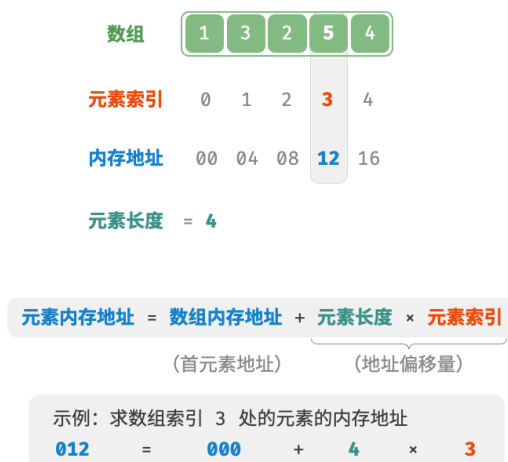 数组 1 3 2 5 4
元素索引 0 1 2 3 4
内存地址 00 04 08 12 16
元素长度 = 4
元素内存地址 = 数组内存地址 + 元素长度 × 元素索引
（首元素地址） （地址偏移量）
示例：求数组索引 3 处的元素的内存地址
012 = 000 + 4 × 3